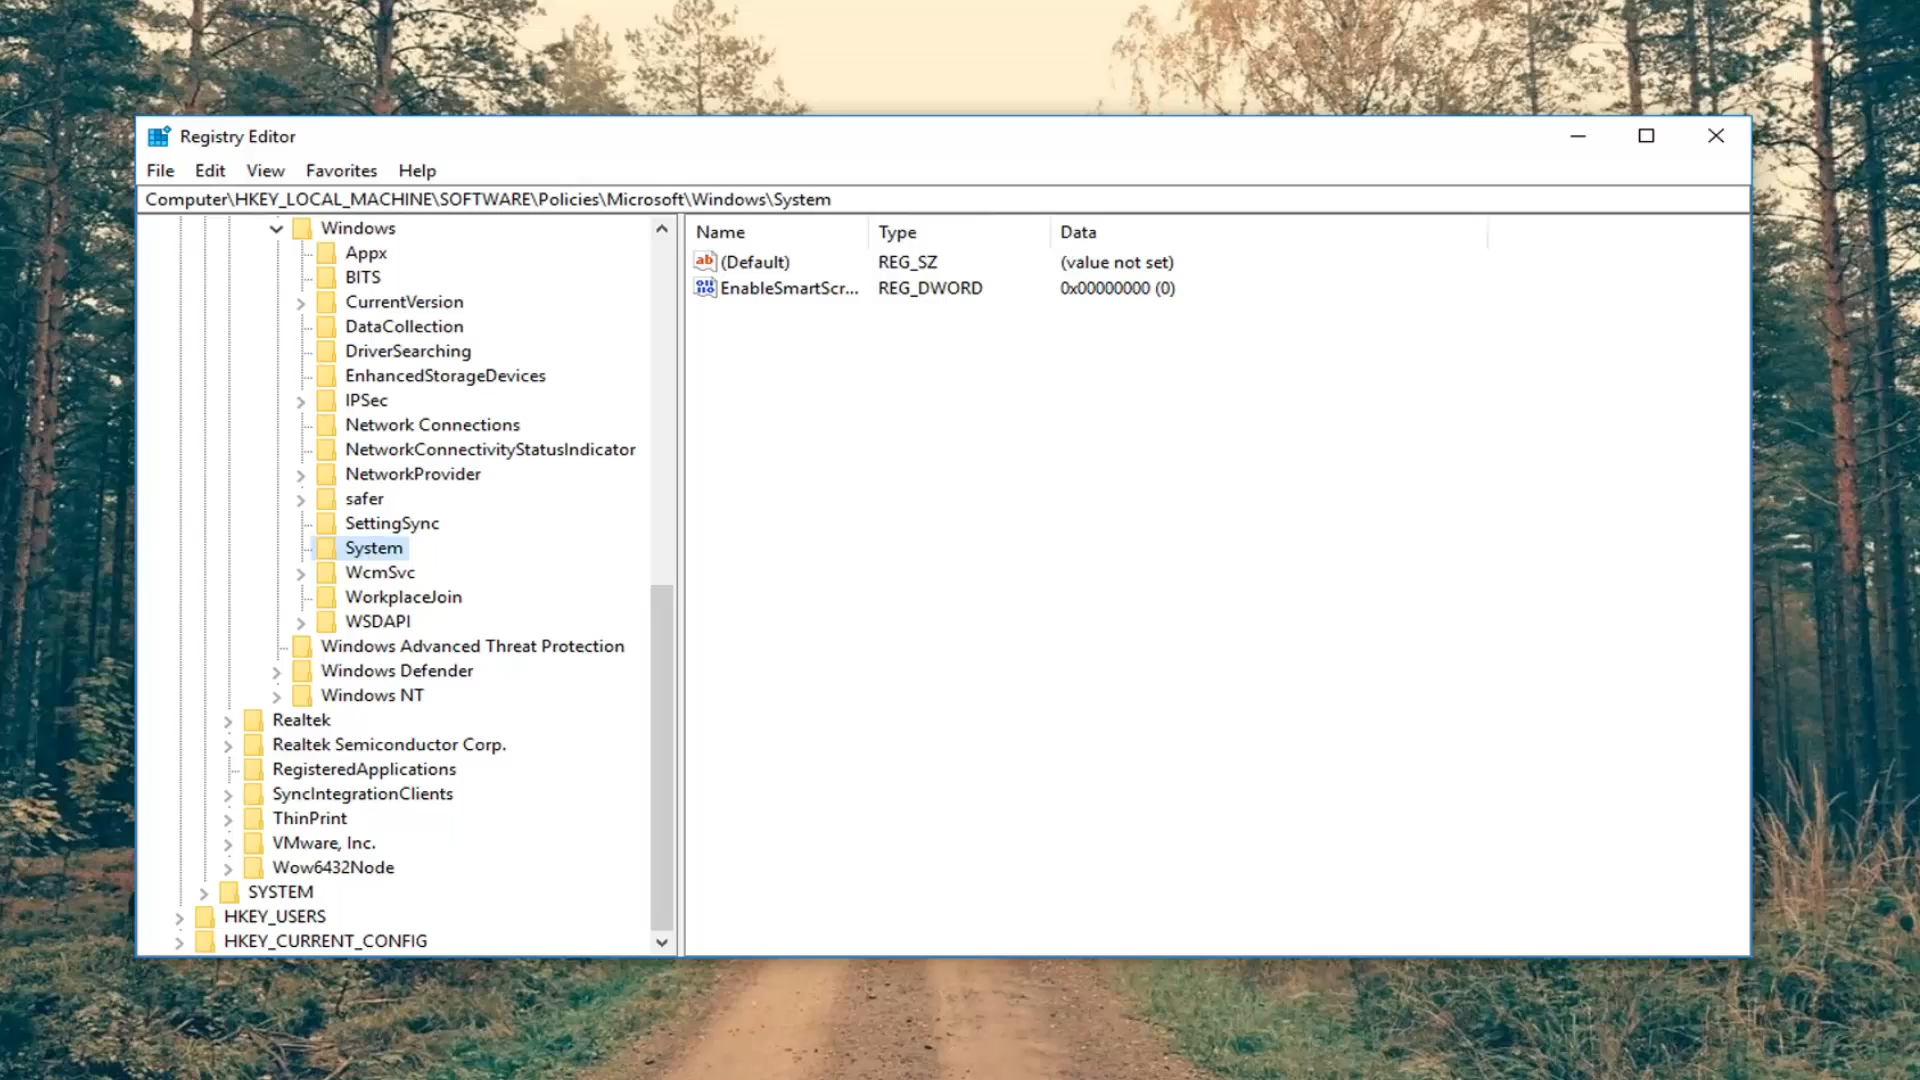 Registry Editor
File Edit View Favorites Help
Computer\HKEY_LOCAL_MACHINE\SOFTWARE\Policies\Microsoft\Windows\System
Windows
Appx
BITS
CurrentVersion
DataCollection
DriverSearching
EnhancedStorageDevices
IPSec
Network Connections
NetworkConnectivityStatusIndicator
NetworkProvider
safer
SettingSync
System
WcmSvc
WorkplaceJoin
WSDAPI
Windows Advanced Threat Protection
Windows Defender
Windows NT
Realtek
Realtek Semiconductor Corp.
RegisteredApplications
SyncIntegrationClients
ThinPrint
VMware, Inc.
Wow6432Node
SYSTEM
HKEY_USERS
HKEY_CURRENT_CONFIG
Name Type Data
(Default) REG_SZ (value not set)
EnableSmartScr... REG_DWORD 0x00000000 (0)